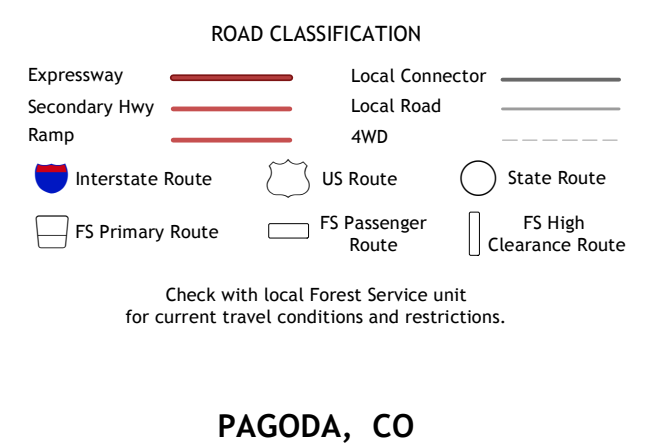 ROAD CLASSIFICATION
Expressway
Local Connector
Secondary Hwy
Local Road
Ramp
4WD
Interstate Route
US Route
State Route
FS Primary Route
FS Passenger
Route
FS High
Clearance Route
Check with local Forest Service unit
for current travel conditions and restrictions.
PAGODA, CO